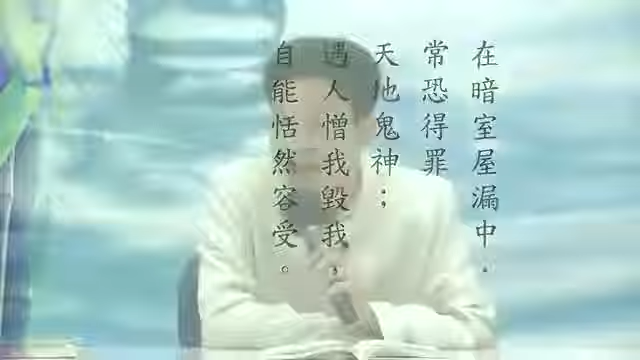 在暗室屋漏中，
常恐得罪
天地鬼神；
遇人憎我毀我，
自能恬然容受。